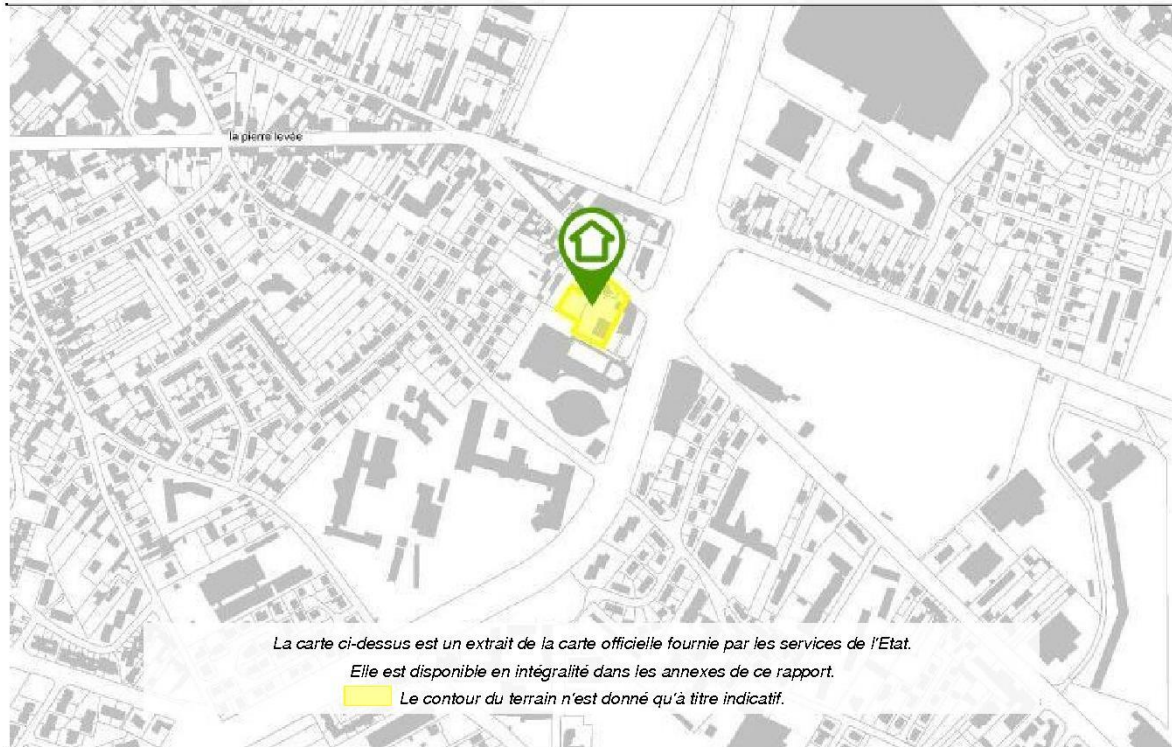 la pierre levée
La carte ci-dessus est un extrait de la carte officielle fournie par les services de l'Etat.
Elle est disponible en intégralité dans les annexes de ce rapport.
Le contour du terrain n'est donné qu'à titre indicatif.